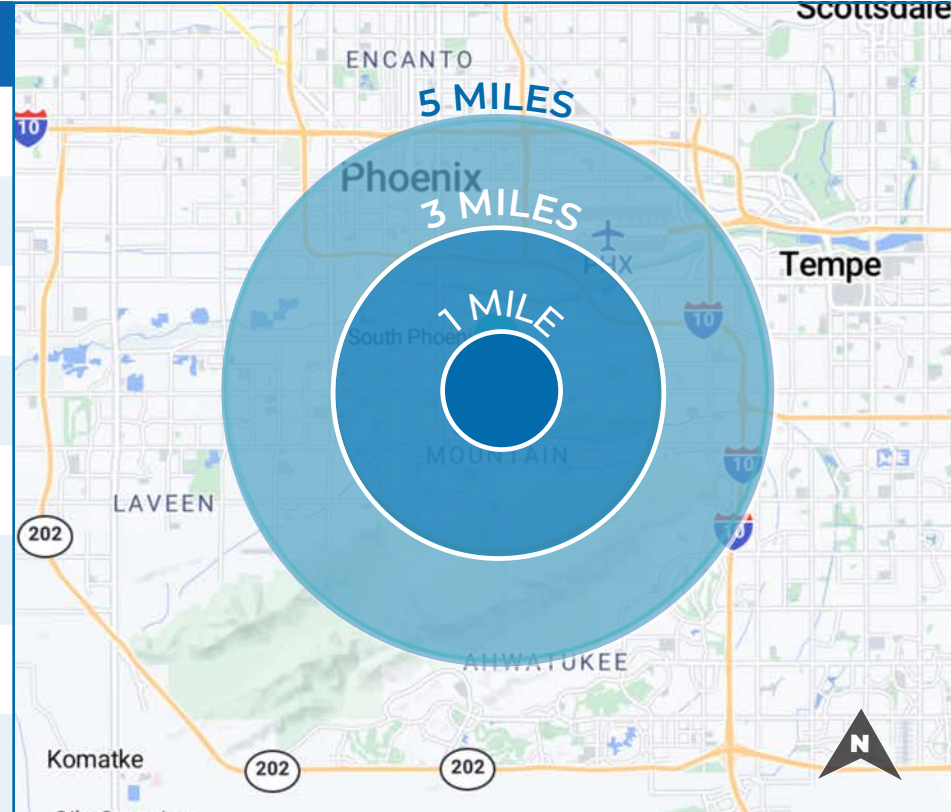 Scottsdale
ENCANTO
5 MILES
10
Phoenix
3 MILES
PHX
Tempe
1 MILE
10
South Phoenix
MOUNTAIN
10
LAVEEN
202
10
AHWATUKEE
N
Komatke
202
202